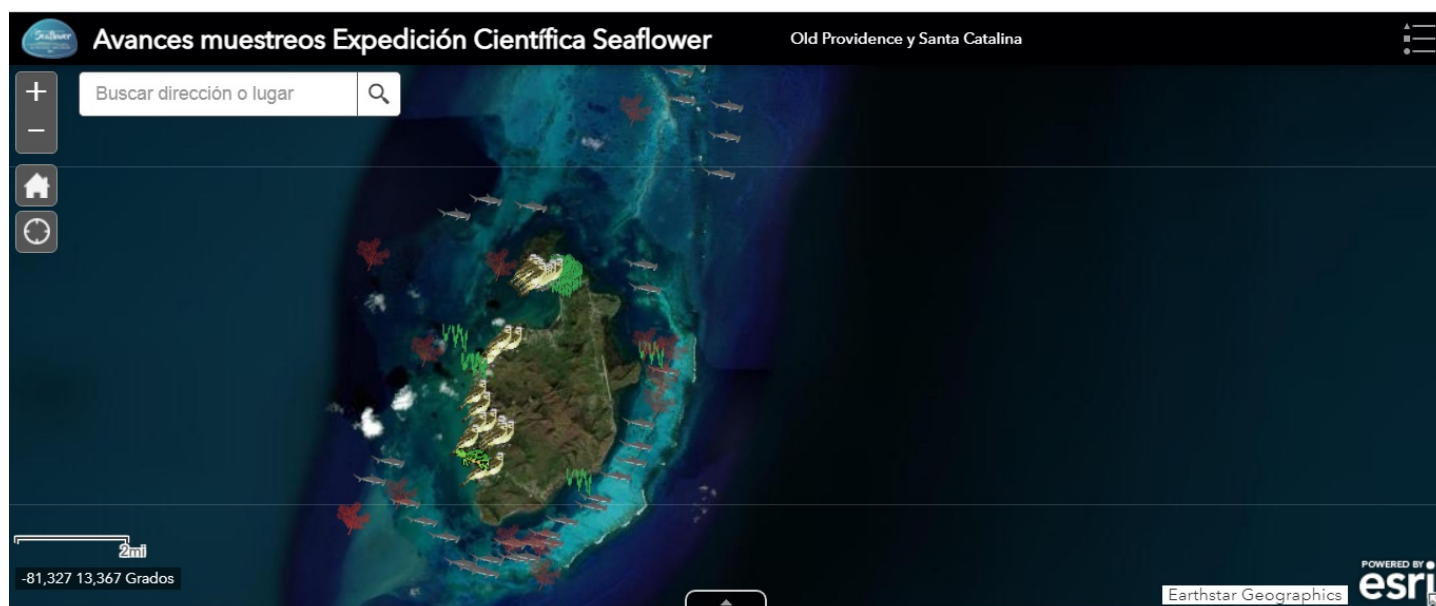 Seaflower
Avances muestreos Expedición Científica Seaflower
Old Providence y Santa Catalina
Buscar dirección o lugar
2mi
-81,327 13,367 Grados
Earthstar Geographics
POWERED BY
esri